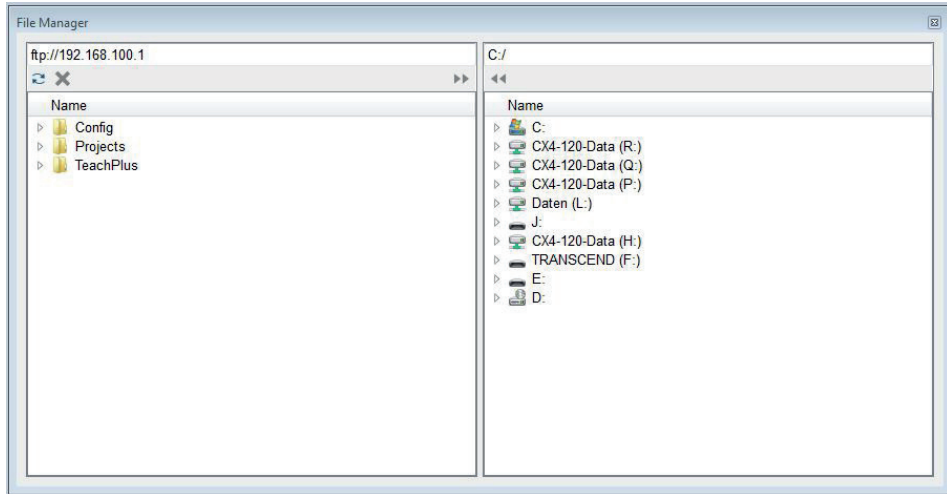 File Manager
ftp://192.168.100.1
C:/
Name
Config
Projects
TeachPlus
Name
C:
CX4-120-Data (R:)
CX4-120-Data (Q:)
CX4-120-Data (P:)
Daten (L:)
J:
CX4-120-Data (H:)
TRANSCEND (F:)
E:
D: